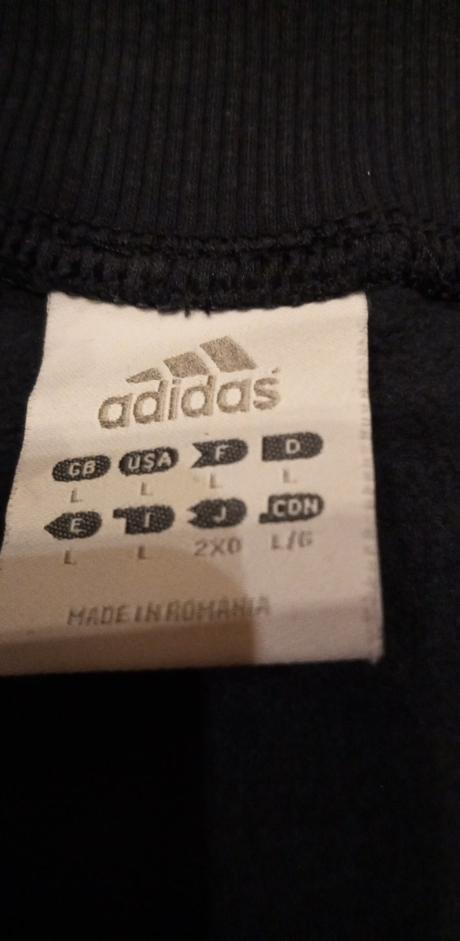 adidas
GB USA F D
L L L L
E I J CDN
L L 2XO L/G
MADE IN ROMANIA